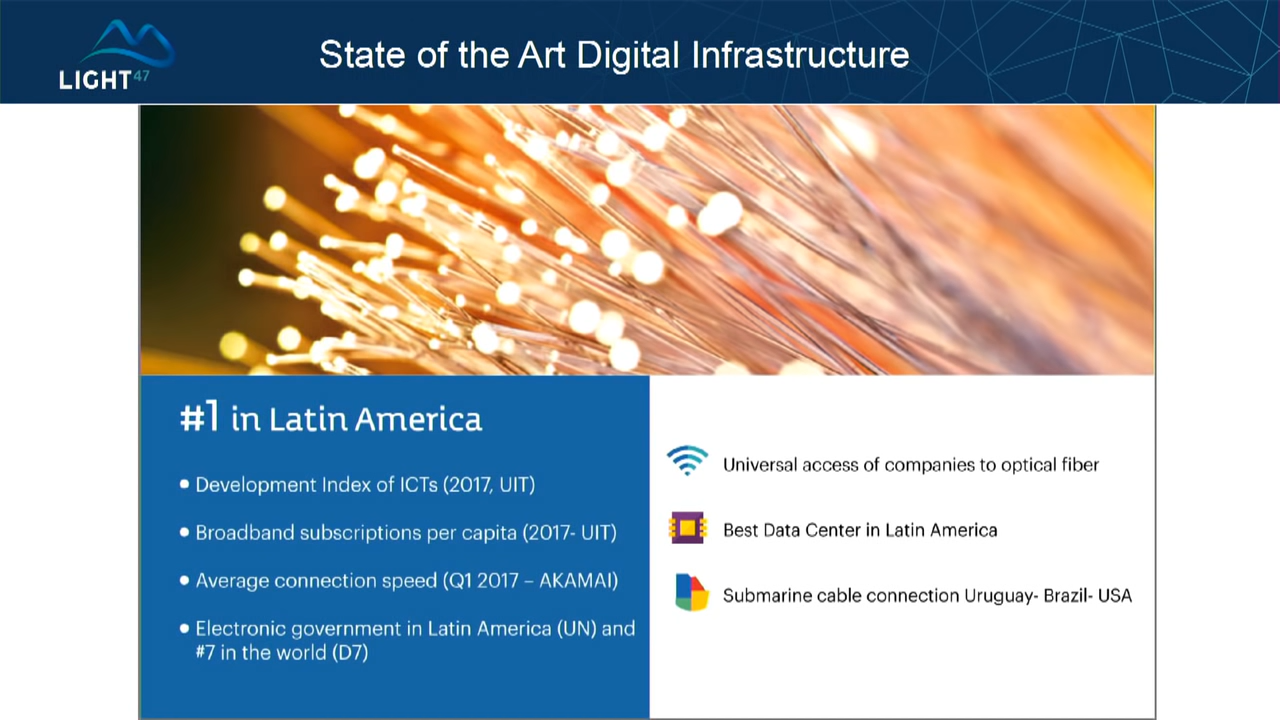 LIGHT47
State of the Art Digital Infrastructure
#1 in Latin America
• Development Index of ICTs (2017, UIT)
• Broadband subscriptions per capita (2017- UIT)
• Average connection speed (Q1 2017 – AKAMAI)
• Electronic government in Latin America (UN) and
#7 in the world (D7)
Universal access of companies to optical fiber
Best Data Center in Latin America
Submarine cable connection Uruguay- Brazil- USA